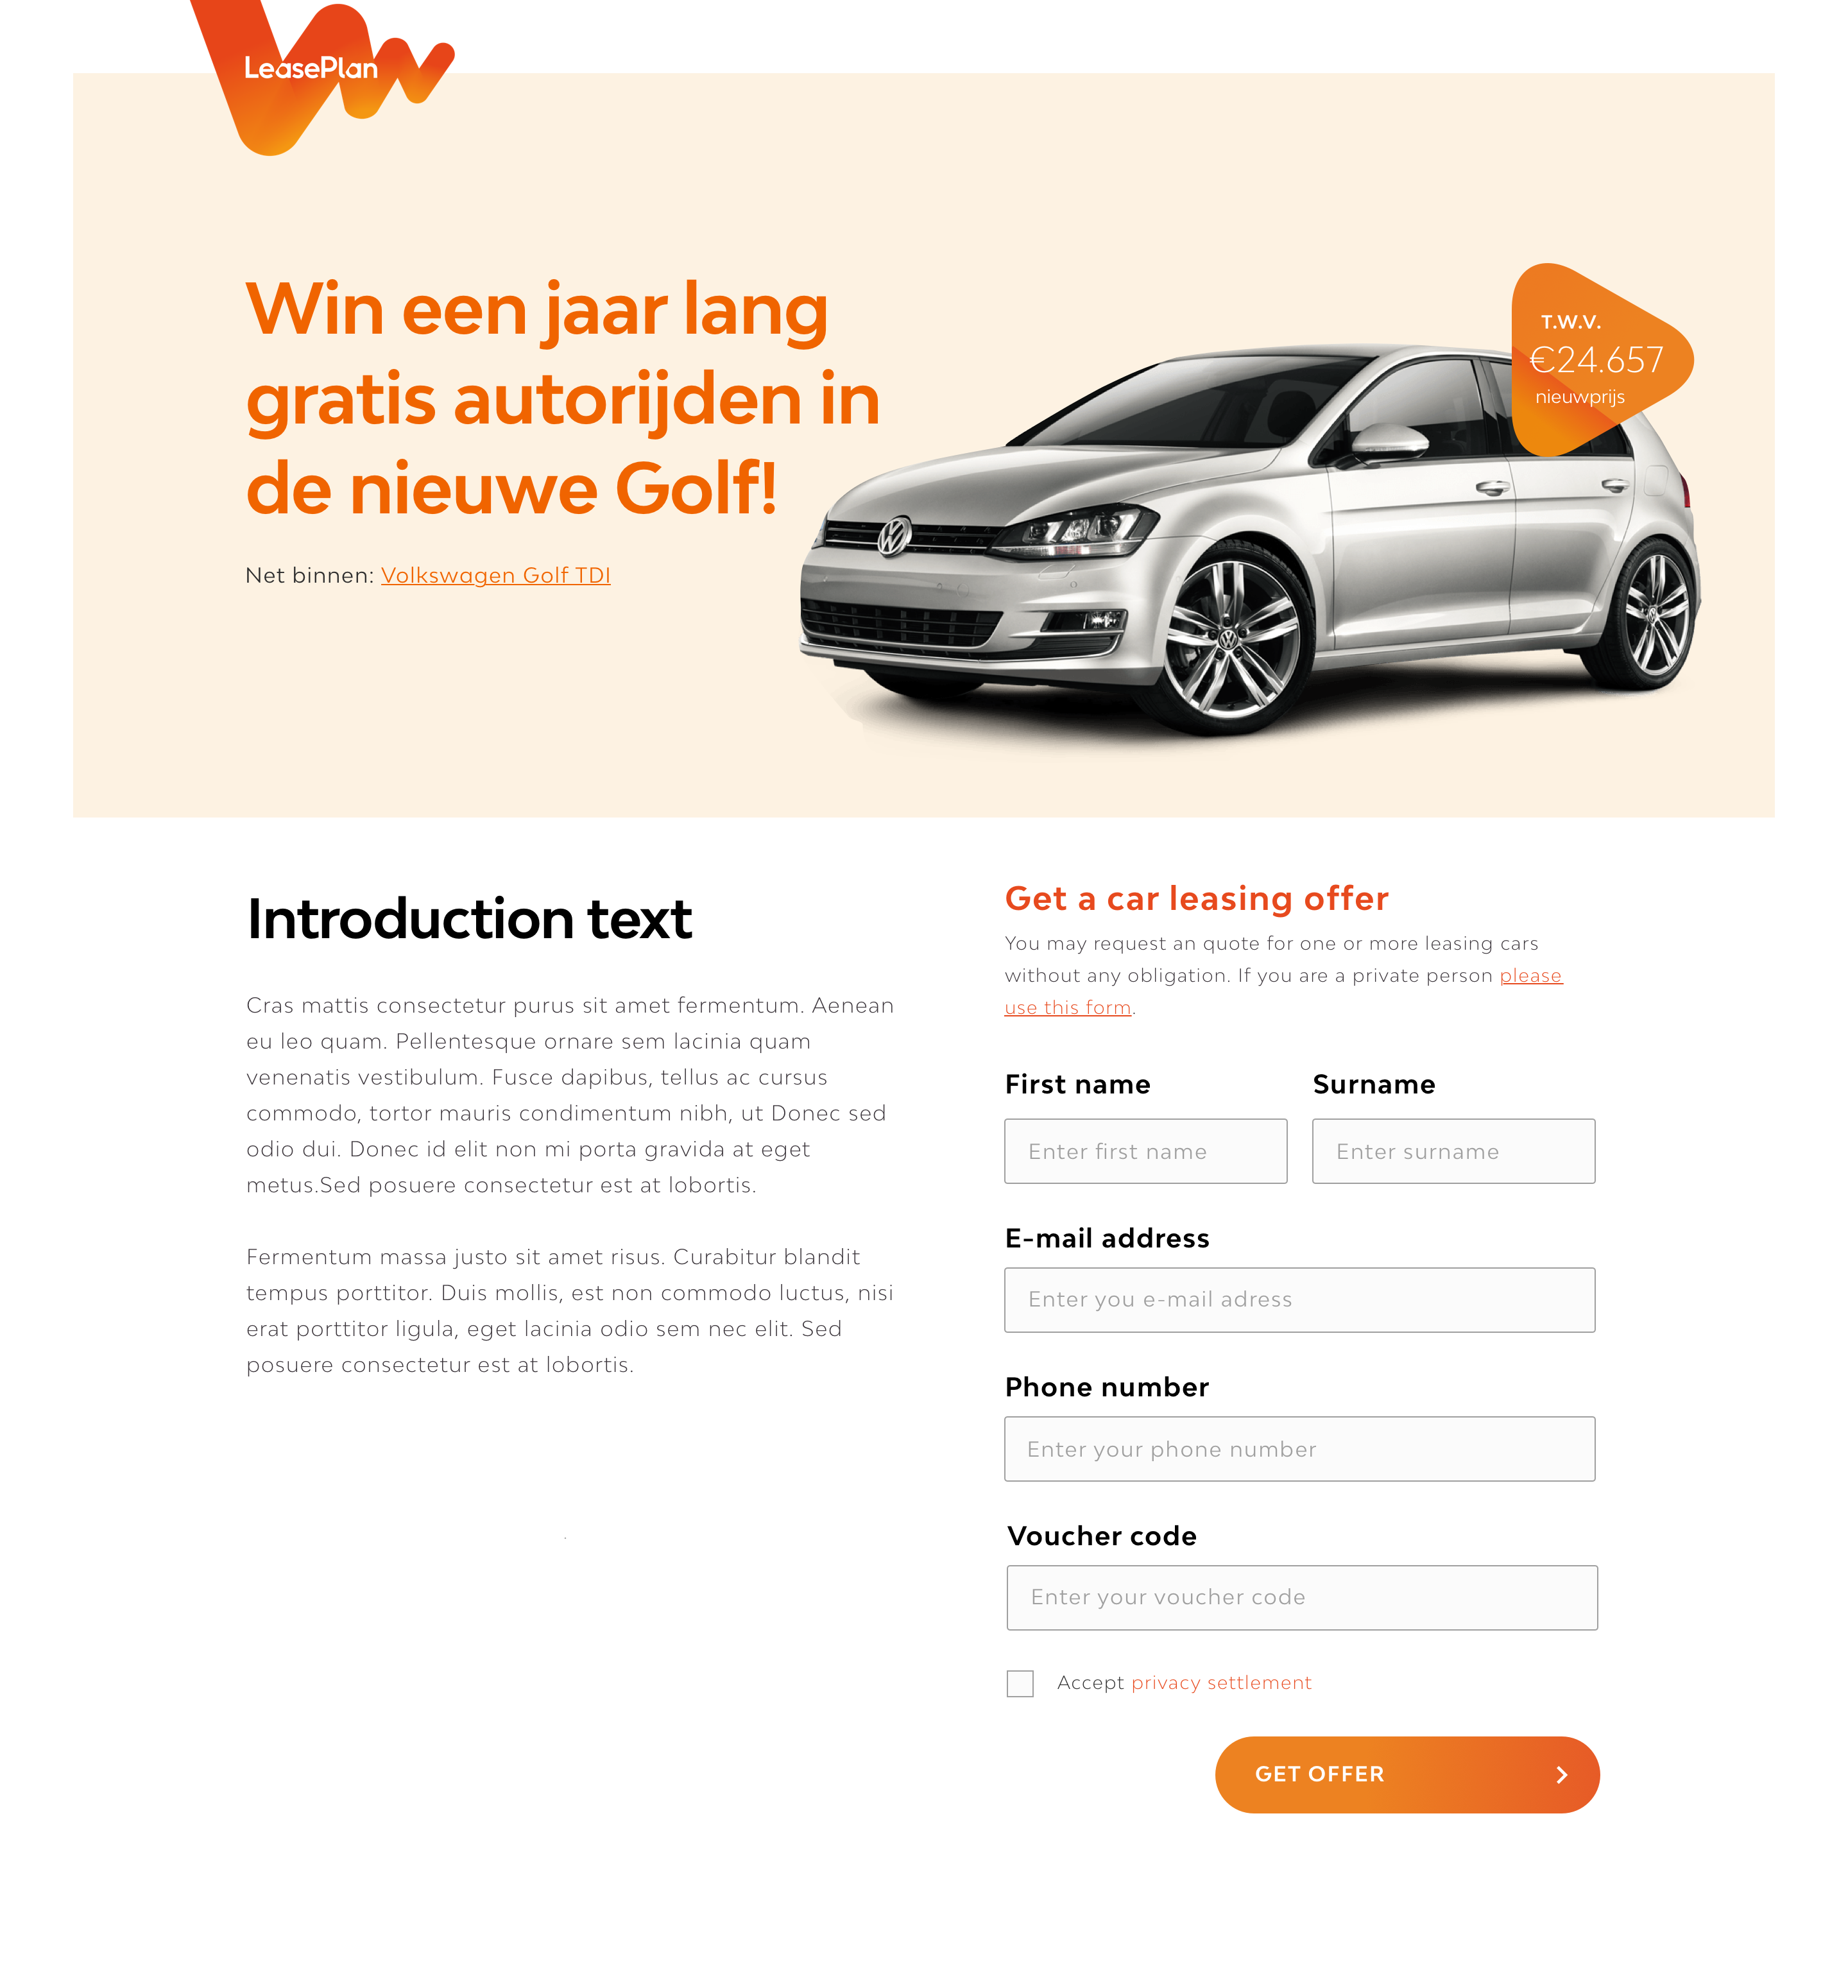 LeasePlan
Win een jaar lang
gratis autorijden in
de nieuwe Golf!
Net binnen: Volkswagen Golf TDI
T.W.V.
€24.657
nieuwprijs
Introduction text
Cras mattis consectetur purus sit amet fermentum. Aenean
eu leo quam. Pellentesque ornare sem lacinia quam
venenatis vestibulum. Fusce dapibus, tellus ac cursus
commodo, tortor mauris condimentum nibh, ut Donec sed
odio dui. Donec id elit non mi porta gravida at eget
metus.Sed posuere consectetur est at lobortis.
Fermentum massa justo sit amet risus. Curabitur blandit
tempus porttitor. Duis mollis, est non commodo luctus, nisi
erat porttitor ligula, eget lacinia odio sem nec elit. Sed
posuere consectetur est at lobortis.
Get a car leasing offer
You may request an quote for one or more leasing cars
without any obligation. If you are a private person please
use this form.
First name
Surname
Enter first name
Enter surname
E-mail address
Enter you e-mail adress
Phone number
Enter your phone number
Voucher code
Enter your voucher code
Accept privacy settlement
GET OFFER